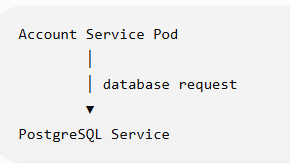 Account Service Pod
database request
PostgreSQL Service